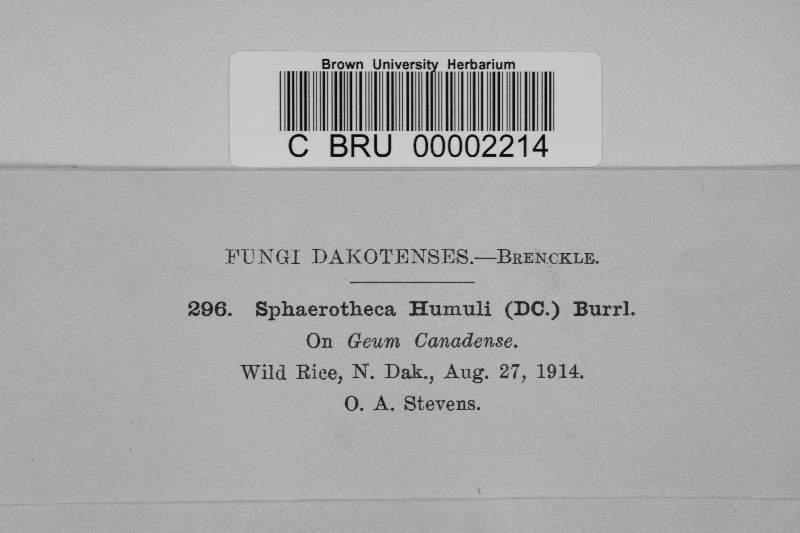 Brown University Herbarium
C BRU 00002214
FUNGI DAKOTENSES.—BRENCKLE.
296. Sphaerotheca Humuli (DC.) Burrl.
On Geum Canadense.
Wild Rice, N. Dak., Aug. 27, 1914.
O. A. Stevens.